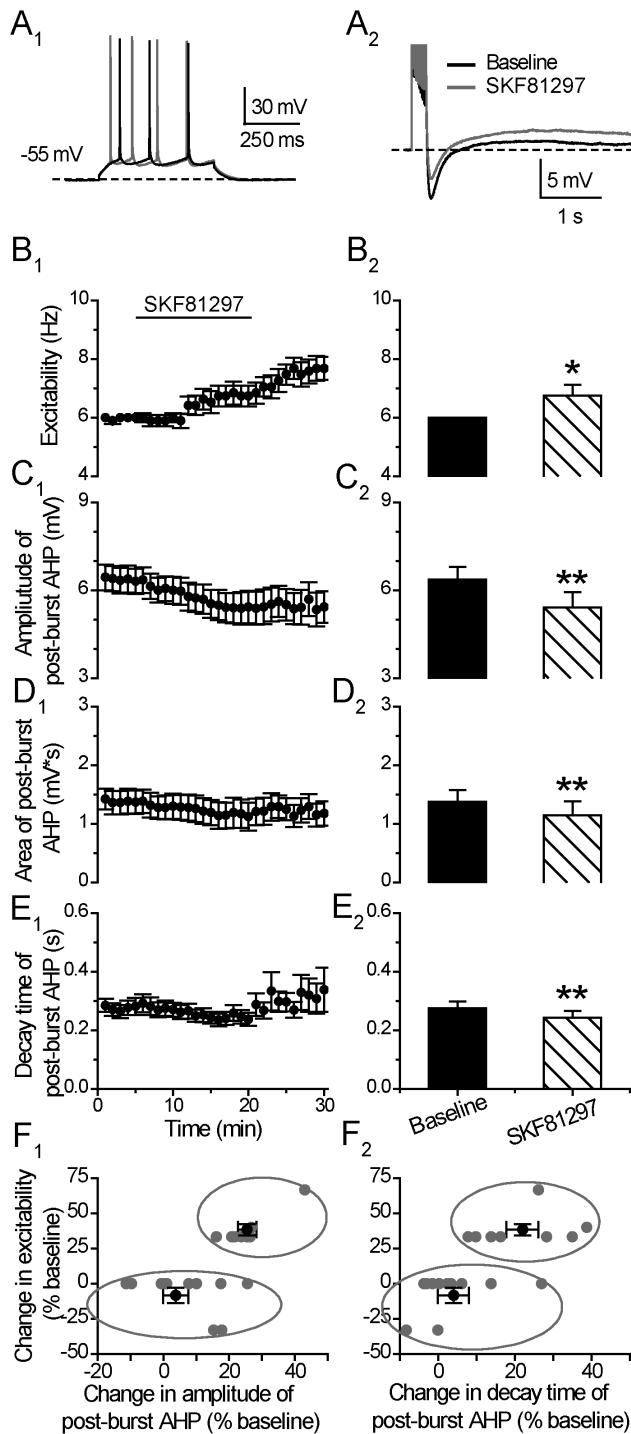 A1
A2
Baseline
SKF81297
30 mV
250 ms
-55 mV
5 mV
1 s
B1
B2
SKF81297
Excitability (Hz)
10
8
6
4
10
8
6
4
*
C1
C2
Ampliutude of
post-burst AHP (mV)
9
6
3
9
6
3
**
D1
D2
Area of post-burst
AHP (mV*s)
3
2
1
0
3
2
1
0
**
E1
E2
Decay time of
post-burst AHP (s)
0.6
0.4
0.2
0.0
0.6
0.4
0.2
0.0
**
0
10
20
30
Time (min)
Baseline
SKF81297
F1
F2
Change in excitability
(% baseline)
75
50
25
0
-25
-50
75
50
25
0
-25
-50
-20
0
20
40
0
20
40
Change in amplitude of
post-burst AHP (% baseline)
Change in decay time of
post-burst AHP (% baseline)